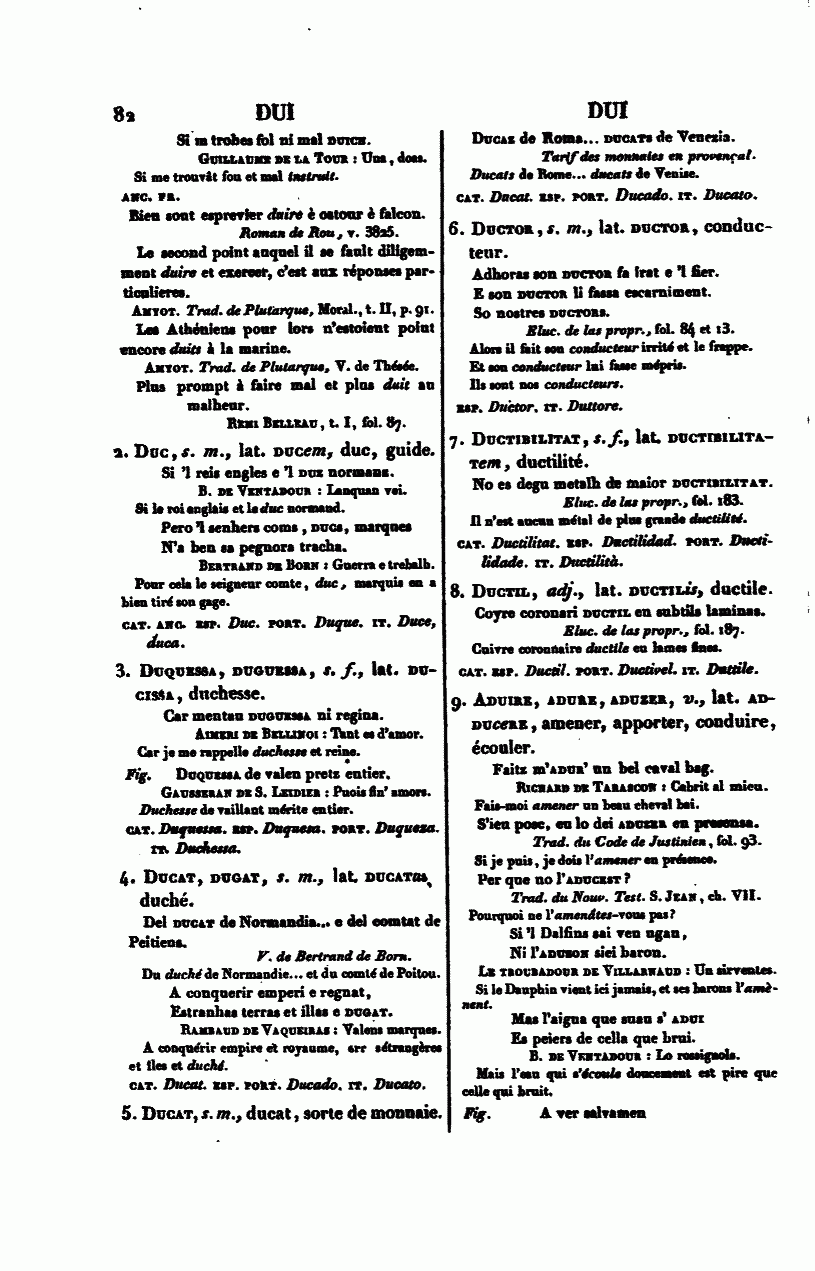 82 DUI
Si m trobes fol ni mal DUICH.
GUILLAUME DE LA TOUR : Una, doas.
Si me trouvât fou et mal instruit.
ANC. FR.
Bien sont esprevier duire è ostour è falcon.
Roman de Rou, v. 3825.
Le second point auquel il se fault diligem-
ment duire et exercer, c'est aux réponses par-
ticulieres.
AMYOT. Trad. de Plutarque, Moral., t. II, p. 91.
Les Athéniens pour lors n'estoient point
encore duits à la marine.
AMYOT. Trad. de Plutarque, V. de Thésée.
Plus prompt à faire mal et plus duit au
malheur.
REMI BELLEAU, t. I, fol. 87.
2. DUC, s. m., lat. DUCem, duc, guide.
Si 'l reis engles e 'l DUX normans.
B. DE VENTADOUR : Lanquan vei.
Si le roi anglais et le duc normand.
Pero 'l senhers coms, DUCS, marques
N'a ben sa pegnora tracha.
BERTRAND DE BORN : Guerra e trebalh.
Pour cela le seigneur comte, duc, marquis en a
bien tiré son gage.
CAT. ANC. ESP. Duc. PORT. Duque. IT. Duce,
duca.
3. DUQUESSA, DUGUESSA, s. f., lat. DU-
CISSA, duchesse.
Car mentau DUGUESSA ni regina.
AIMERI DE BELLINOI : Tant es d'amor.
Car je me rappelle duchesse et reine.
Fig. DUQUESSA de valen pretz entier.
GAUSSERAN DE S. LEIDIER : Puois fin' amors.
Duchesse de vaillant mérite entier.
CAT. Duquessa. ESP. Duquesa. PORT. Duqueza.
IT. Duchessa.
4. DUCAT, DUGAT, s. m., lat. DUCATus,
duché.
Del DUCAT de Normandia... e del comtat de
Peitieus.
V. de Bertrand de Born.
Du duché de Normandie... et du comté de Poitou.
A conquerir emperi e regnat,
Estranhas terras et illas e DUGAT.
RAMBAUD DE VAQUEIRAS : Valens marques.
A conquérir empire et royaume, étrangères
et îles et duché.
CAT. Ducat. ESP. PORT. Ducado. IT. Ducato.
5. DUCAT, s. m., ducat, sorte de monnaie.
DUI
DUCAZ de Roma... DUCATS de Venezia.
Tarif des monnaies en provençal.
Ducats de Rome... ducats de Venise.
CAT. Ducat. ESP. PORT. Ducado. IT. Ducato.
6. DUCTOR, s. m., lat. DUCTOR, conduc-
teur.
Adhoras son DUCTOR fa irat e 'l fier.
E son DUCTOR li fassa escarniment.
So nostres DUCTORS.
Eluc. de las propr., fol. 84 et 13.
Alors il fait son conducteur irrité et le frappe.
Et son conducteur lui fasse mépris.
Ils sont nos conducteurs.
ESP. Ductor. IT. Duttore.
7. DUCTIBILITAT, s. f., lat. DUCTIBILITA-
Tem, ductilité.
No es degu metalh de maior DUCTIBILITAT.
Eluc. de las propr., fol. 183.
Il n'est aucun métal de plus grande ductilité.
CAT. Ductilitat. ESP. Ductilidad. PORT. Ducti-
lidade. IT. Duttilità.
8. DUCTIL, adj., lat. DUCTILis, ductile.
Coyre coronari DUCTIL en subtils laminas.
Eluc. de las propr., fol. 187.
Cuivre coronnaire ductile en lames fines.
CAT. ESP. Ductil. PORT. Ductivel. IT. Duttile.
9. ADUIRE, ADURE, ADUZER, v., lat. AD-
DUCERE, amener, apporter, conduire,
écouler.
Faitz m'ADUR' un bel caval bag.
RICHARD DE TARASCON : Cabrit al mieu.
Fais-moi amener un beau cheval bai.
S'ieu posc, eu lo dei ADUZER en presensa.
Trad. du Code de Justinien, fol. 93.
Si je puis, je dois l'amener en présence.
Per que no l'ADUCEST ?
Trad. du Nouv. Test. S. JEAN, ch. VII.
Pourquoi ne l'amenâtes-vous pas?
Si 'l Dalfins sai ven ugan,
Ni l'ADUSON siei baron.
LE TROUBADOUR DE VILLARNAUD : Un sirventes.
Si le Dauphin vient ici jamais, et ses barons l'amè-
nent.
Mas l'aigua que suau s' ADUI
Es peiers de cella que brui.
B. DE VENTADOUR : Lo rossignols.
Mais l'eau qui s'écoule doucement est pire que
celle qui bruit.
Fig. A ver salvamen